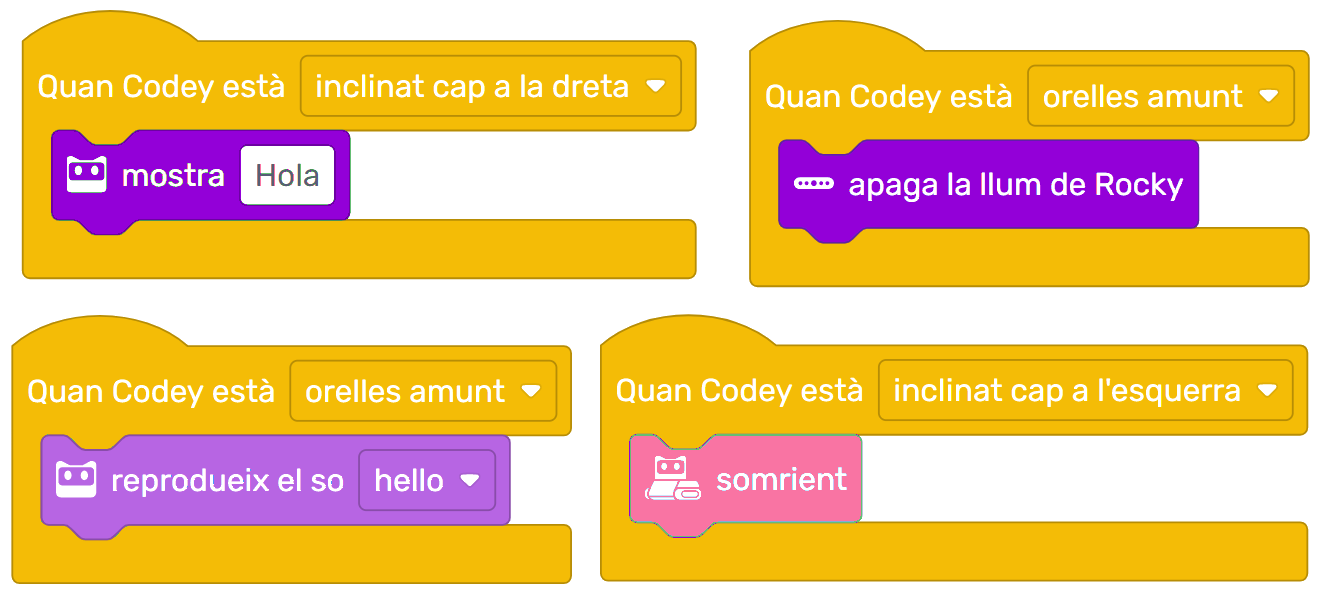 Quan Codey està inclinat cap a la dreta
mostra Hola
Quan Codey està orelles amunt
apaga la llum de Rocky
Quan Codey està orelles amunt
reprodueix el so hello
Quan Codey està inclinat cap a l'esquerra
somrient